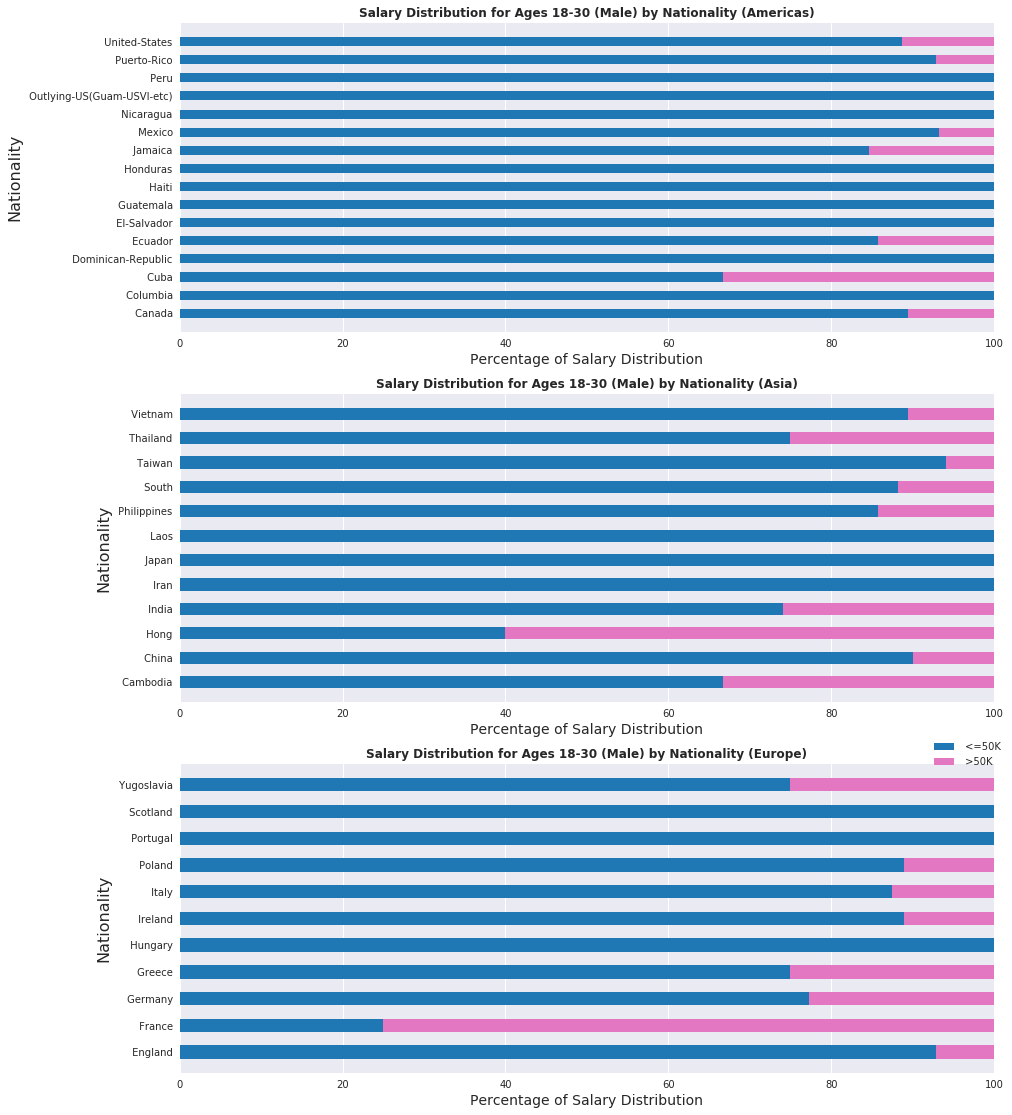 Salary Distribution for Ages 18-30 (Male) by Nationality (Americas)
United-States
Puerto-Rico
Peru
Outlying-US(Guam-USVI-etc)
Nicaragua
Mexico
Jamaica
Honduras
Haiti
Guatemala
El-Salvador
Ecuador
Dominican-Republic
Cuba
Columbia
Canada
Nationality
0 20 40 60 80 100
Percentage of Salary Distribution
Salary Distribution for Ages 18-30 (Male) by Nationality (Asia)
Vietnam
Thailand
Taiwan
South
Philippines
Laos
Japan
Iran
India
Hong
China
Cambodia
Nationality
0 20 40 60 80 100
Percentage of Salary Distribution
<=50K
>50K
Salary Distribution for Ages 18-30 (Male) by Nationality (Europe)
Yugoslavia
Scotland
Portugal
Poland
Italy
Ireland
Hungary
Greece
Germany
France
England
Nationality
0 20 40 60 80 100
Percentage of Salary Distribution